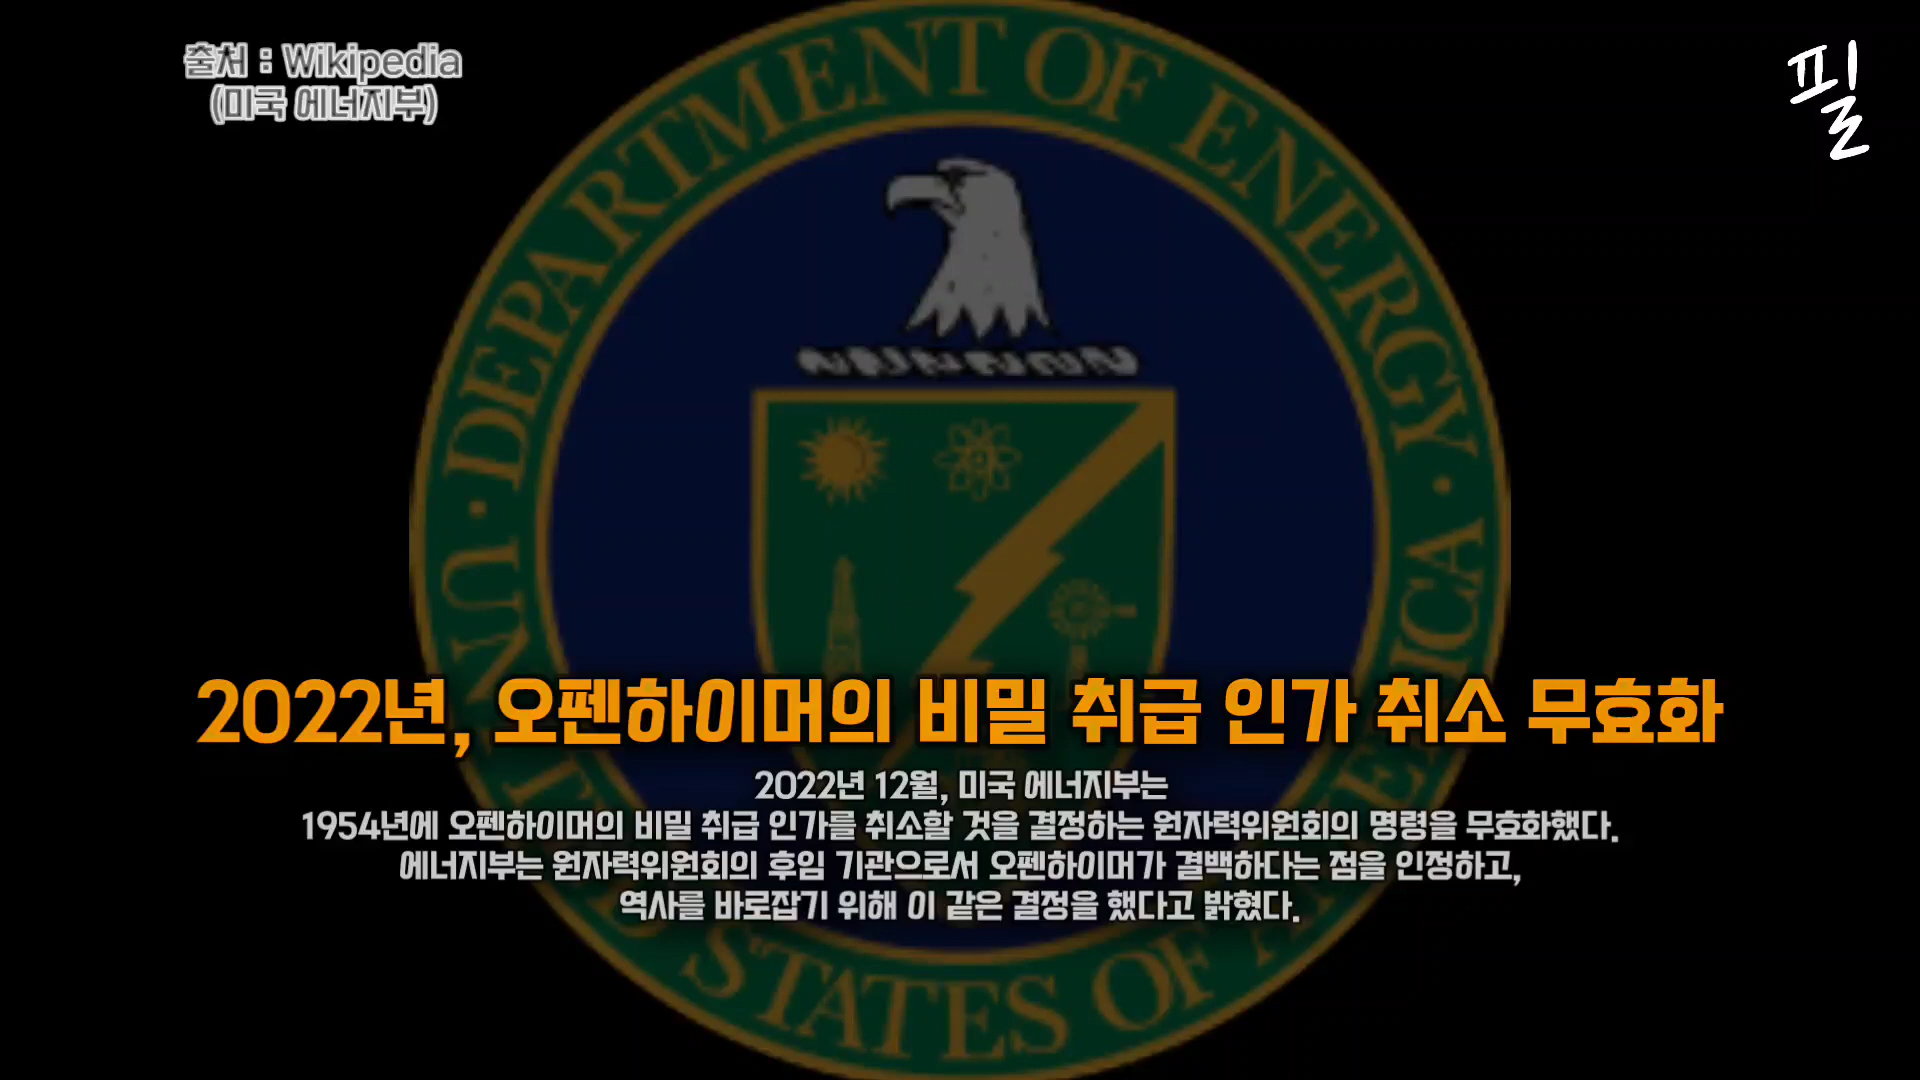 출처 : Wikipedia
(미국 에너지부)
필
DEPARTMENT OF ENERGY
UNITED STATES OF AMERICA
2022년, 오펜하이머의 비밀 취급 인가 취소 무효화
2022년 12월, 미국 에너지부는
1954년에 오펜하이머의 비밀 취급 인가를 취소할 것을 결정하는 원자력위원회의 명령을 무효화했다.
에너지부는 원자력위원회의 후임 기관으로서 오펜하이머가 결백하다는 점을 인정하고,
역사를 바로잡기 위해 이 같은 결정을 했다고 밝혔다.